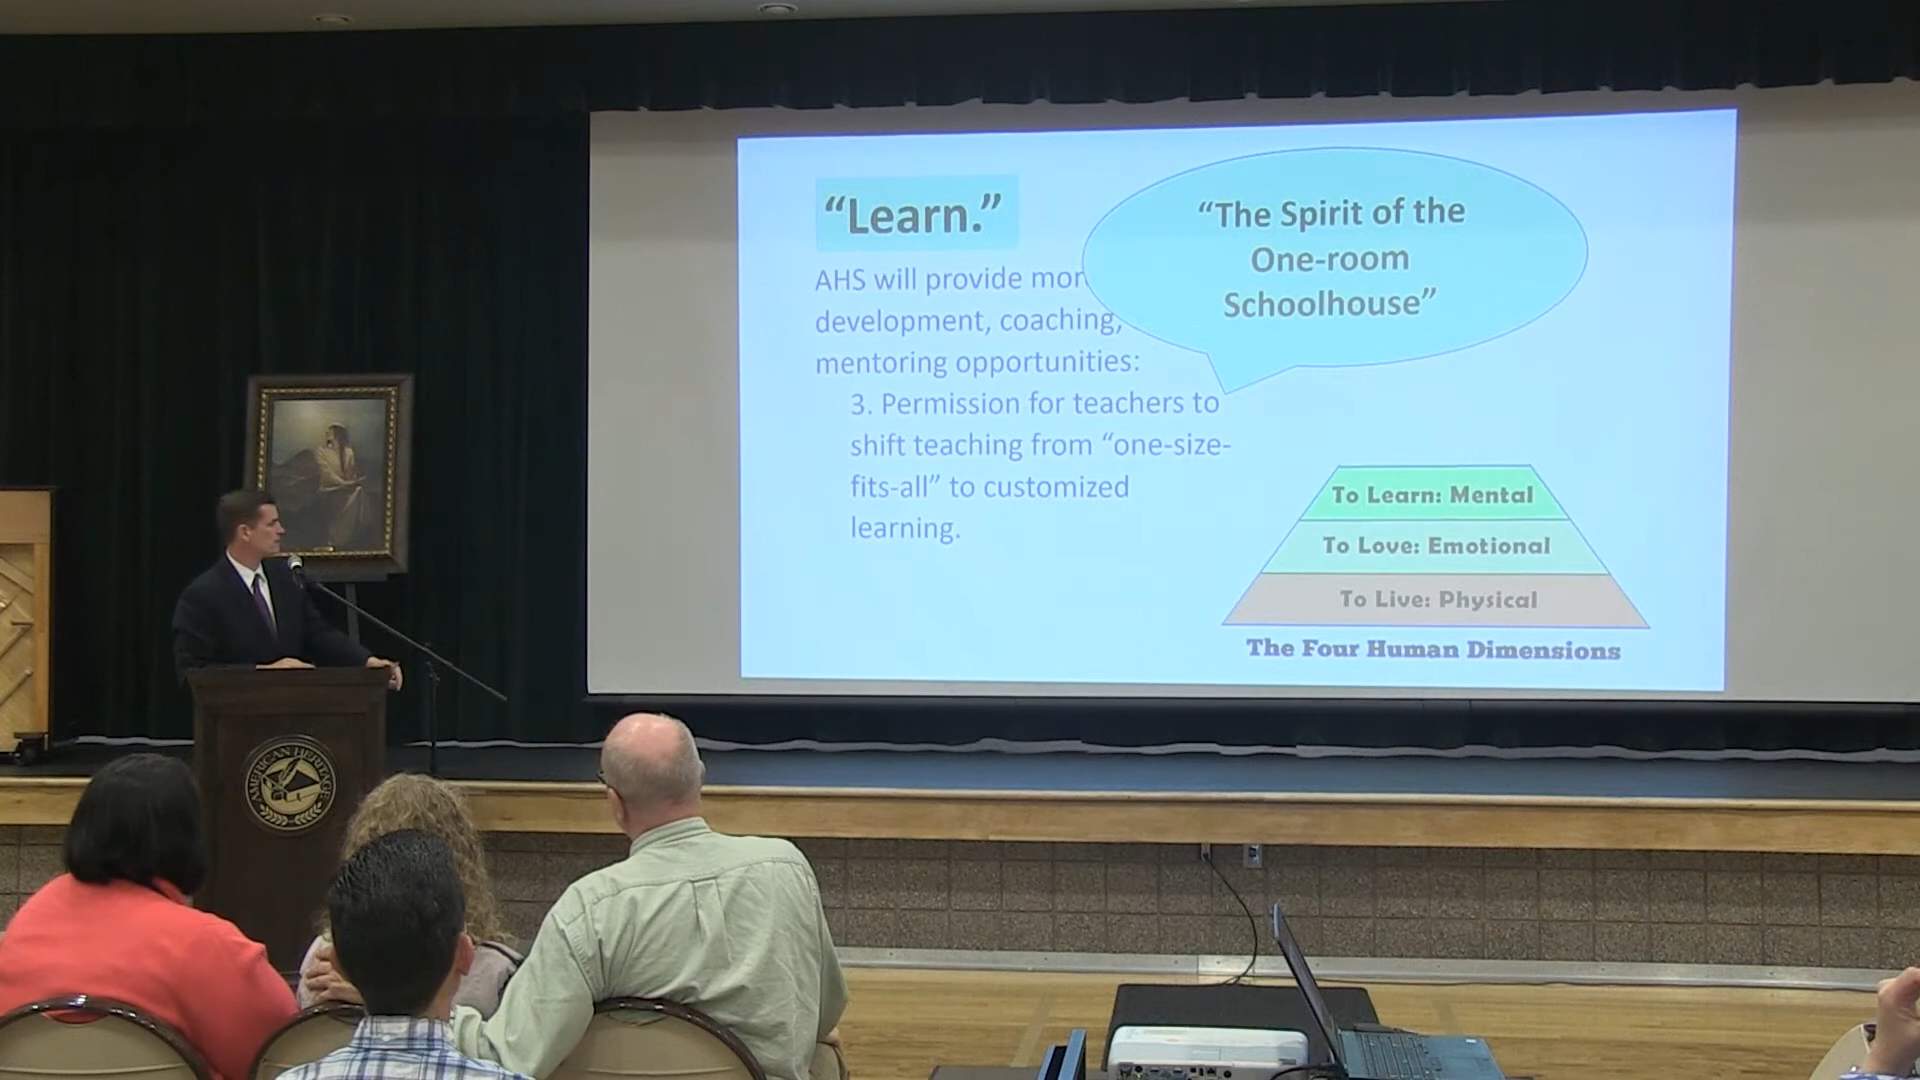 “Learn.”
AHS will provide mor
development, coaching,
mentoring opportunities:
3. Permission for teachers to
shift teaching from “one-size-
fits-all” to customized
learning.
“The Spirit of the
One-room
Schoolhouse”
To Learn: Mental
To Love: Emotional
To Live: Physical
The Four Human Dimensions
AMERICAN HERITAGE